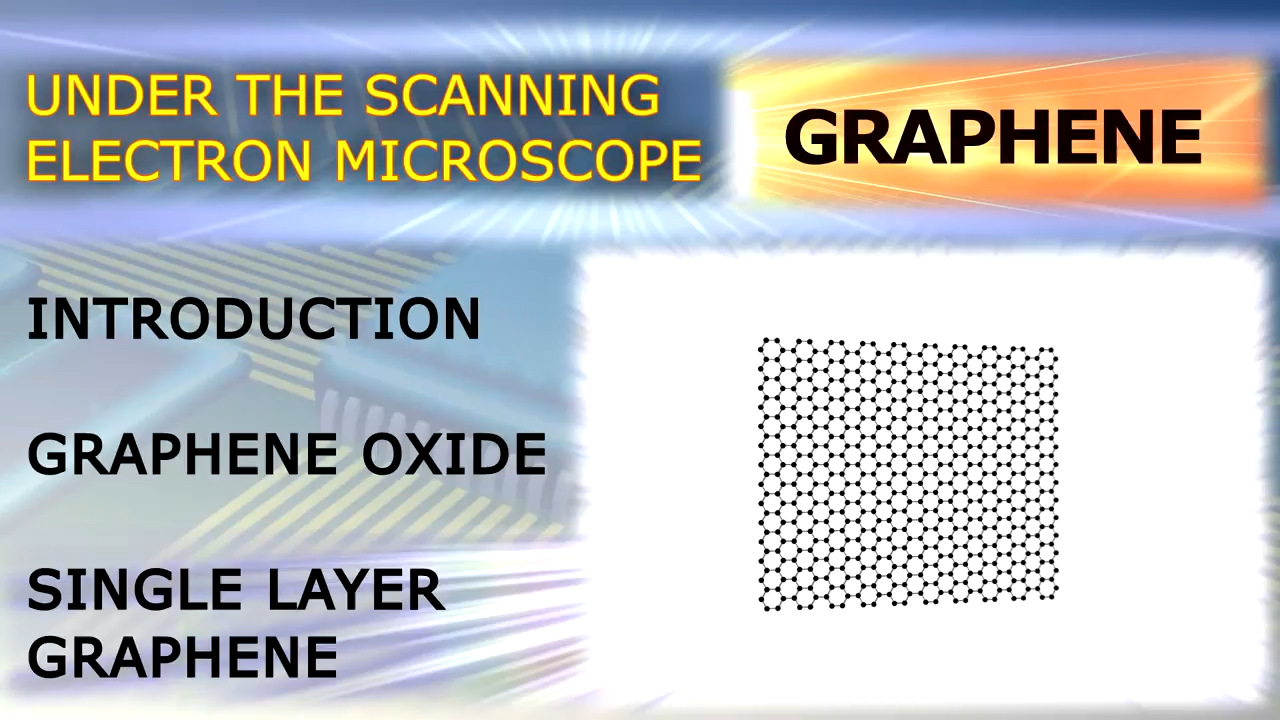 UNDER THE SCANNING
ELECTRON MICROSCOPE
GRAPHENE
INTRODUCTION
GRAPHENE OXIDE
SINGLE LAYER
GRAPHENE